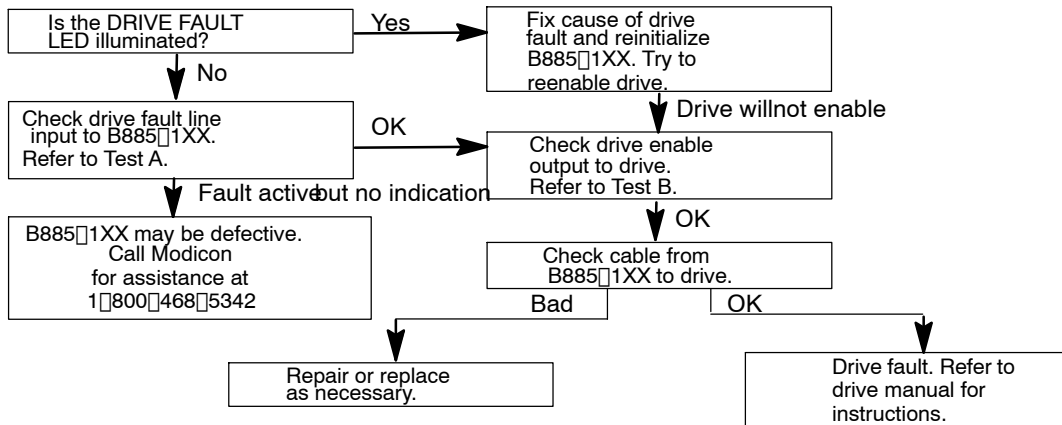 Is the DRIVE FAULT
LED illuminated?
Yes
Fix cause of drive
fault and reinitialize
B885▯1XX. Try to
reenable drive.
No
Drive willnot enable
Check drive fault line
input to B885▯1XX.
Refer to Test A.
OK
Check drive enable
output to drive.
Refer to Test B.
Fault active but no indication
OK
B885▯1XX may be defective.
Call Modicon
for assistance at
1▯800▯468▯5342
Check cable from
B885▯1XX to drive.
Bad
OK
Repair or replace
as necessary.
Drive fault. Refer to
drive manual for
instructions.